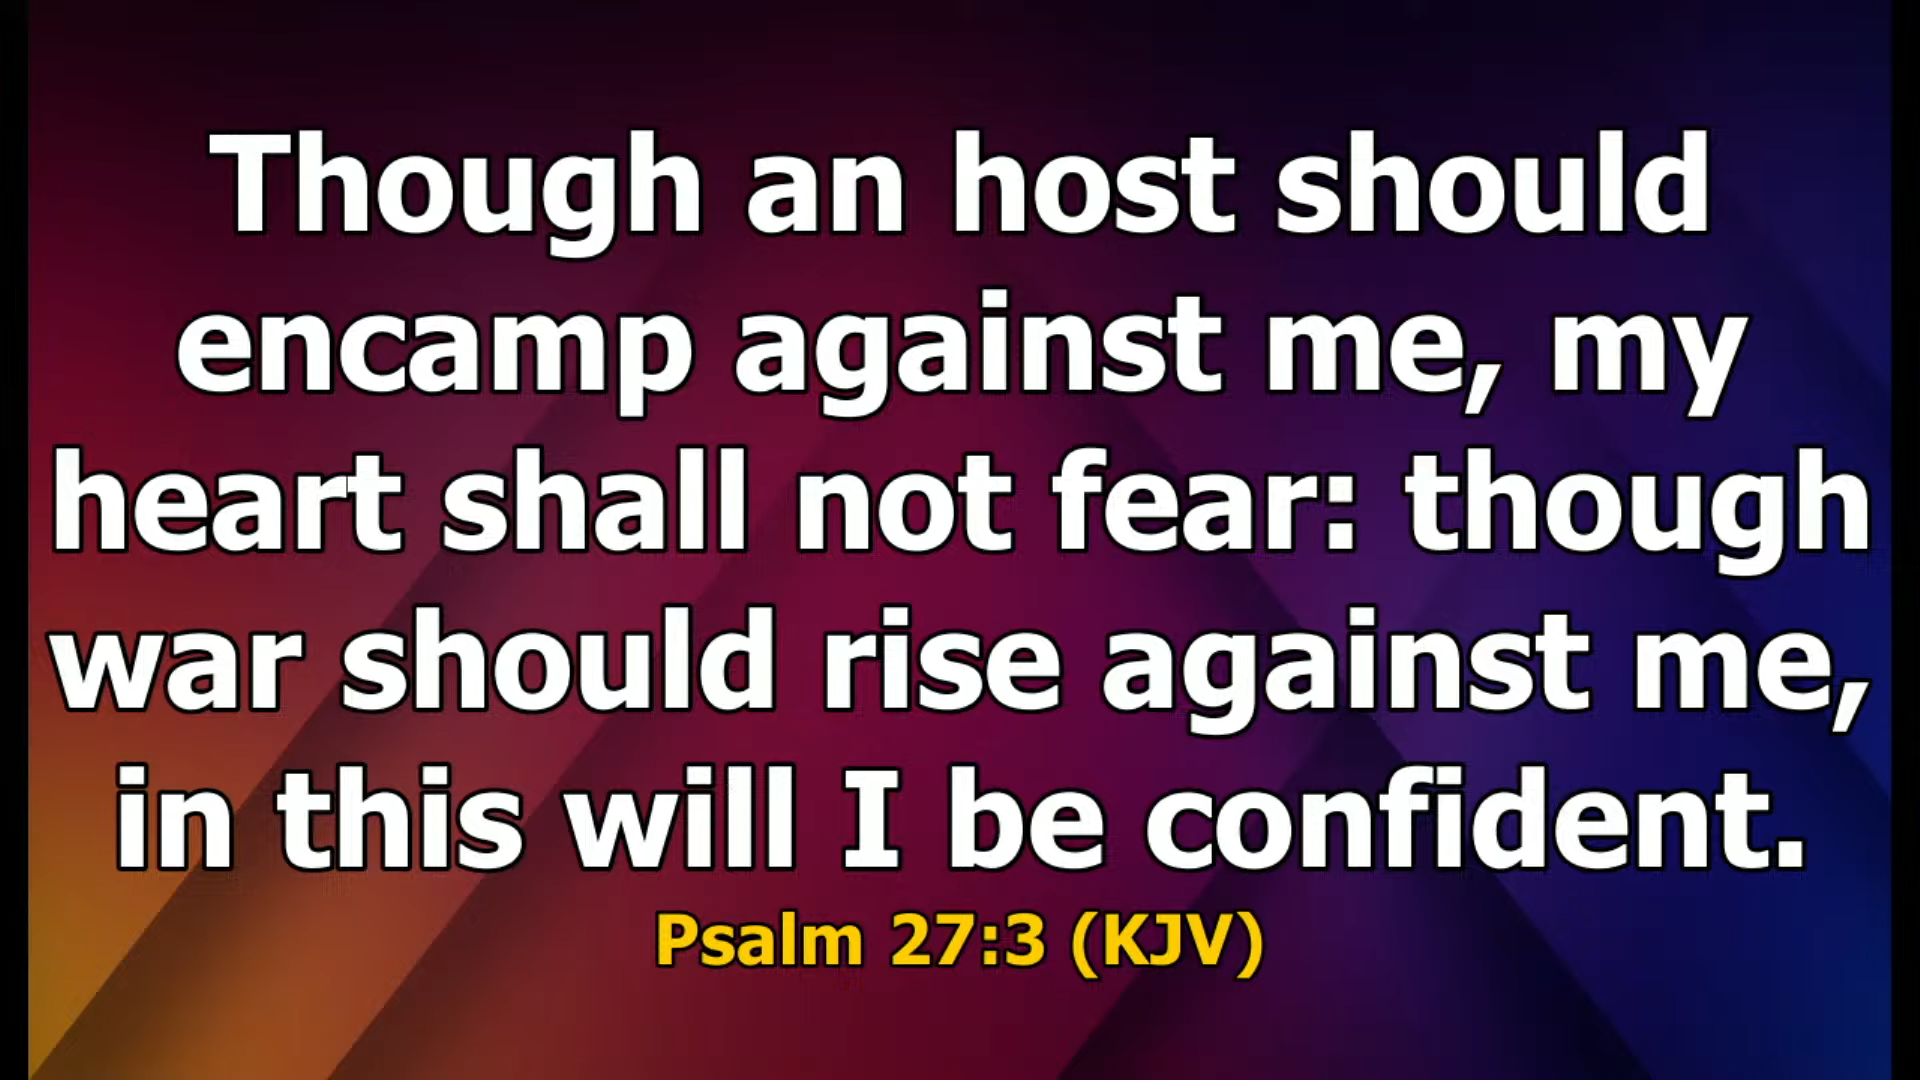 Though an host should
encamp against me, my
heart shall not fear: though
war should rise against me,
in this will I be confident.
Psalm 27:3 (KJV)